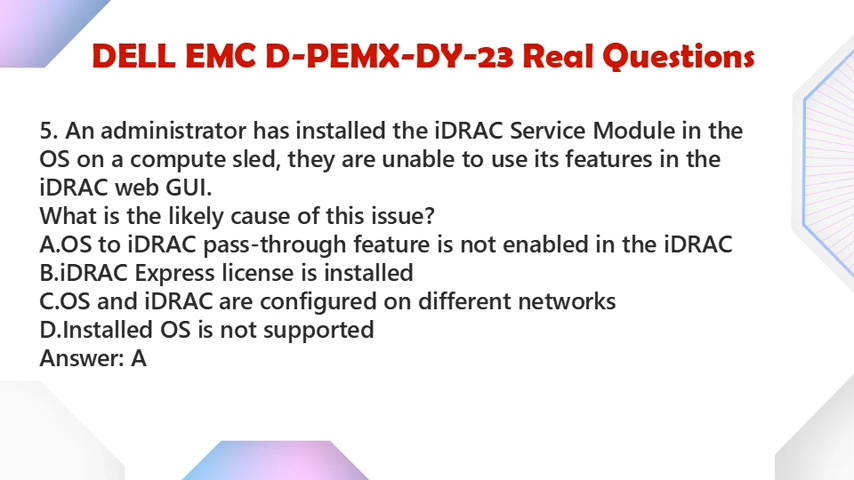 DELL EMC D-PEMX-DY-23 Real Questions
5. An administrator has installed the iDRAC Service Module in the
OS on a compute sled, they are unable to use its features in the
iDRAC web GUI.
What is the likely cause of this issue?
A.OS to iDRAC pass-through feature is not enabled in the iDRAC
B.iDRAC Express license is installed
C.OS and iDRAC are configured on different networks
D.Installed OS is not supported
Answer: A